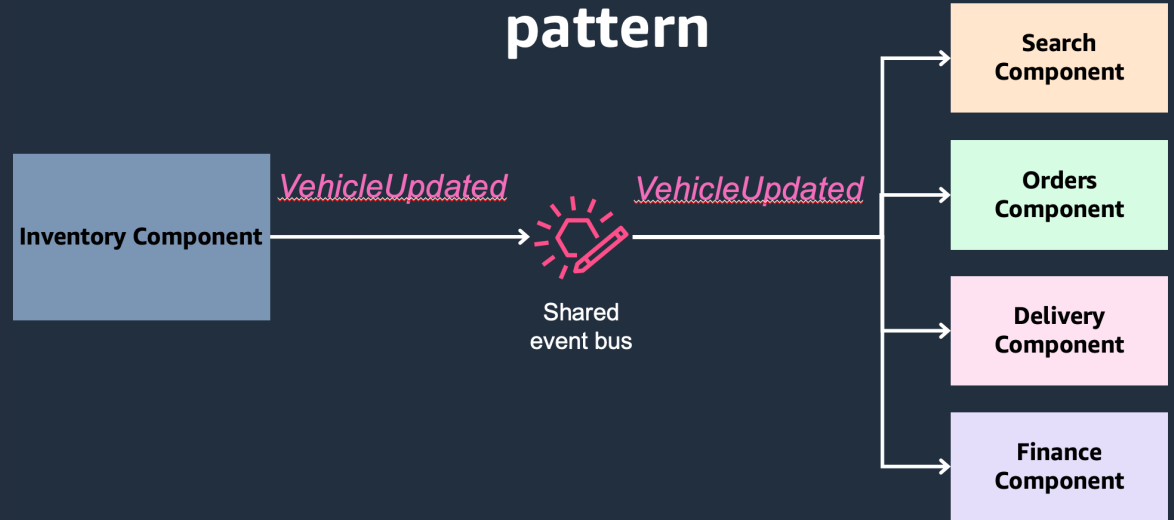 pattern
Inventory Component
VehicleUpdated
Shared
event bus
VehicleUpdated
Search
Component
Orders
Component
Delivery
Component
Finance
Component